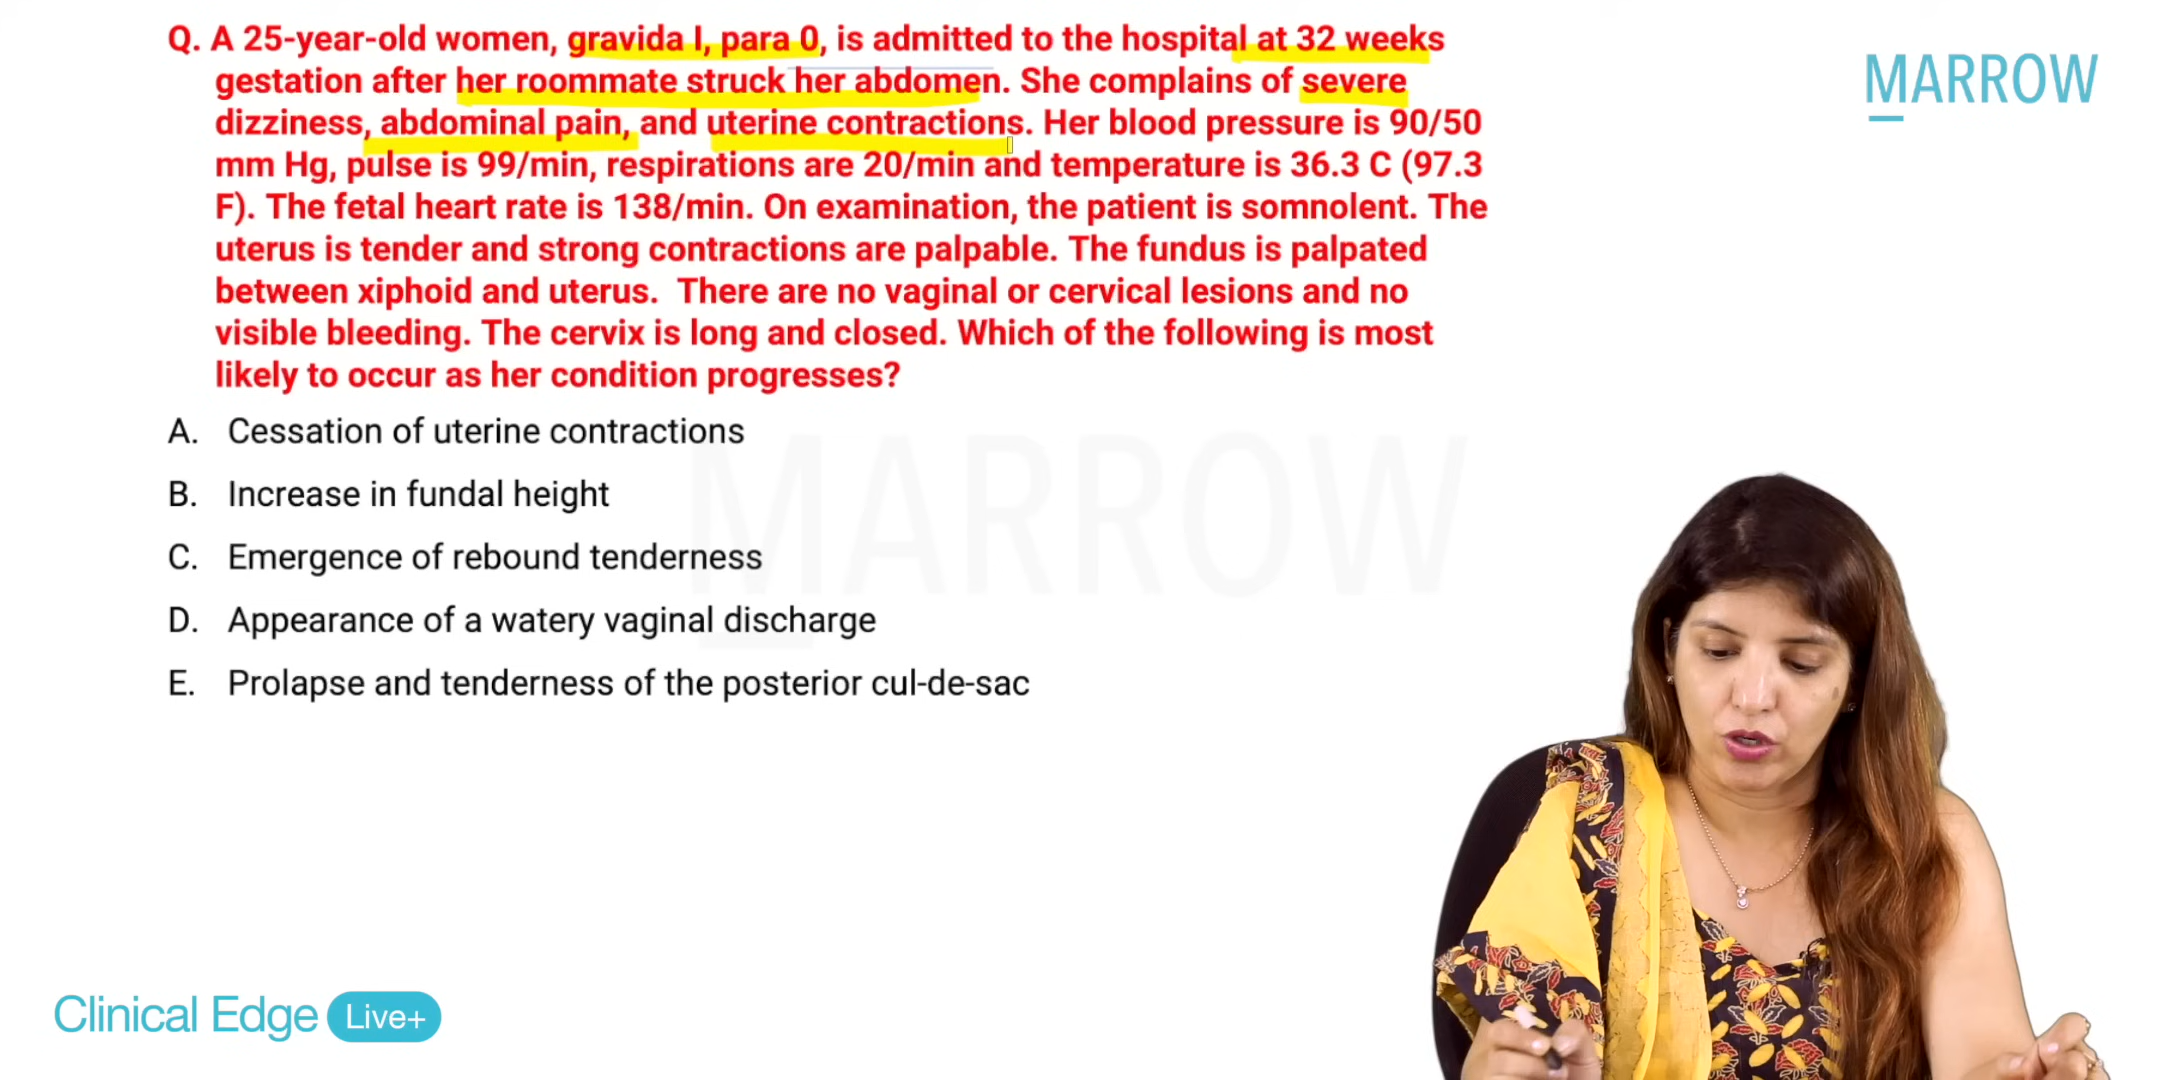 Q. A 25-year-old women, gravida I, para 0, is admitted to the hospital at 32 weeks
gestation after her roommate struck her abdomen. She complains of severe
dizziness, abdominal pain, and uterine contractions. Her blood pressure is 90/50
mm Hg, pulse is 99/min, respirations are 20/min and temperature is 36.3 C (97.3
F). The fetal heart rate is 138/min. On examination, the patient is somnolent. The
uterus is tender and strong contractions are palpable. The fundus is palpated
between xiphoid and uterus.  There are no vaginal or cervical lesions and no
visible bleeding. The cervix is long and closed. Which of the following is most
likely to occur as her condition progresses?
MARROW
A. Cessation of uterine contractions
B. Increase in fundal height
C. Emergence of rebound tenderness
D. Appearance of a watery vaginal discharge
E. Prolapse and tenderness of the posterior cul-de-sac
MARROW
Clinical Edge Live+